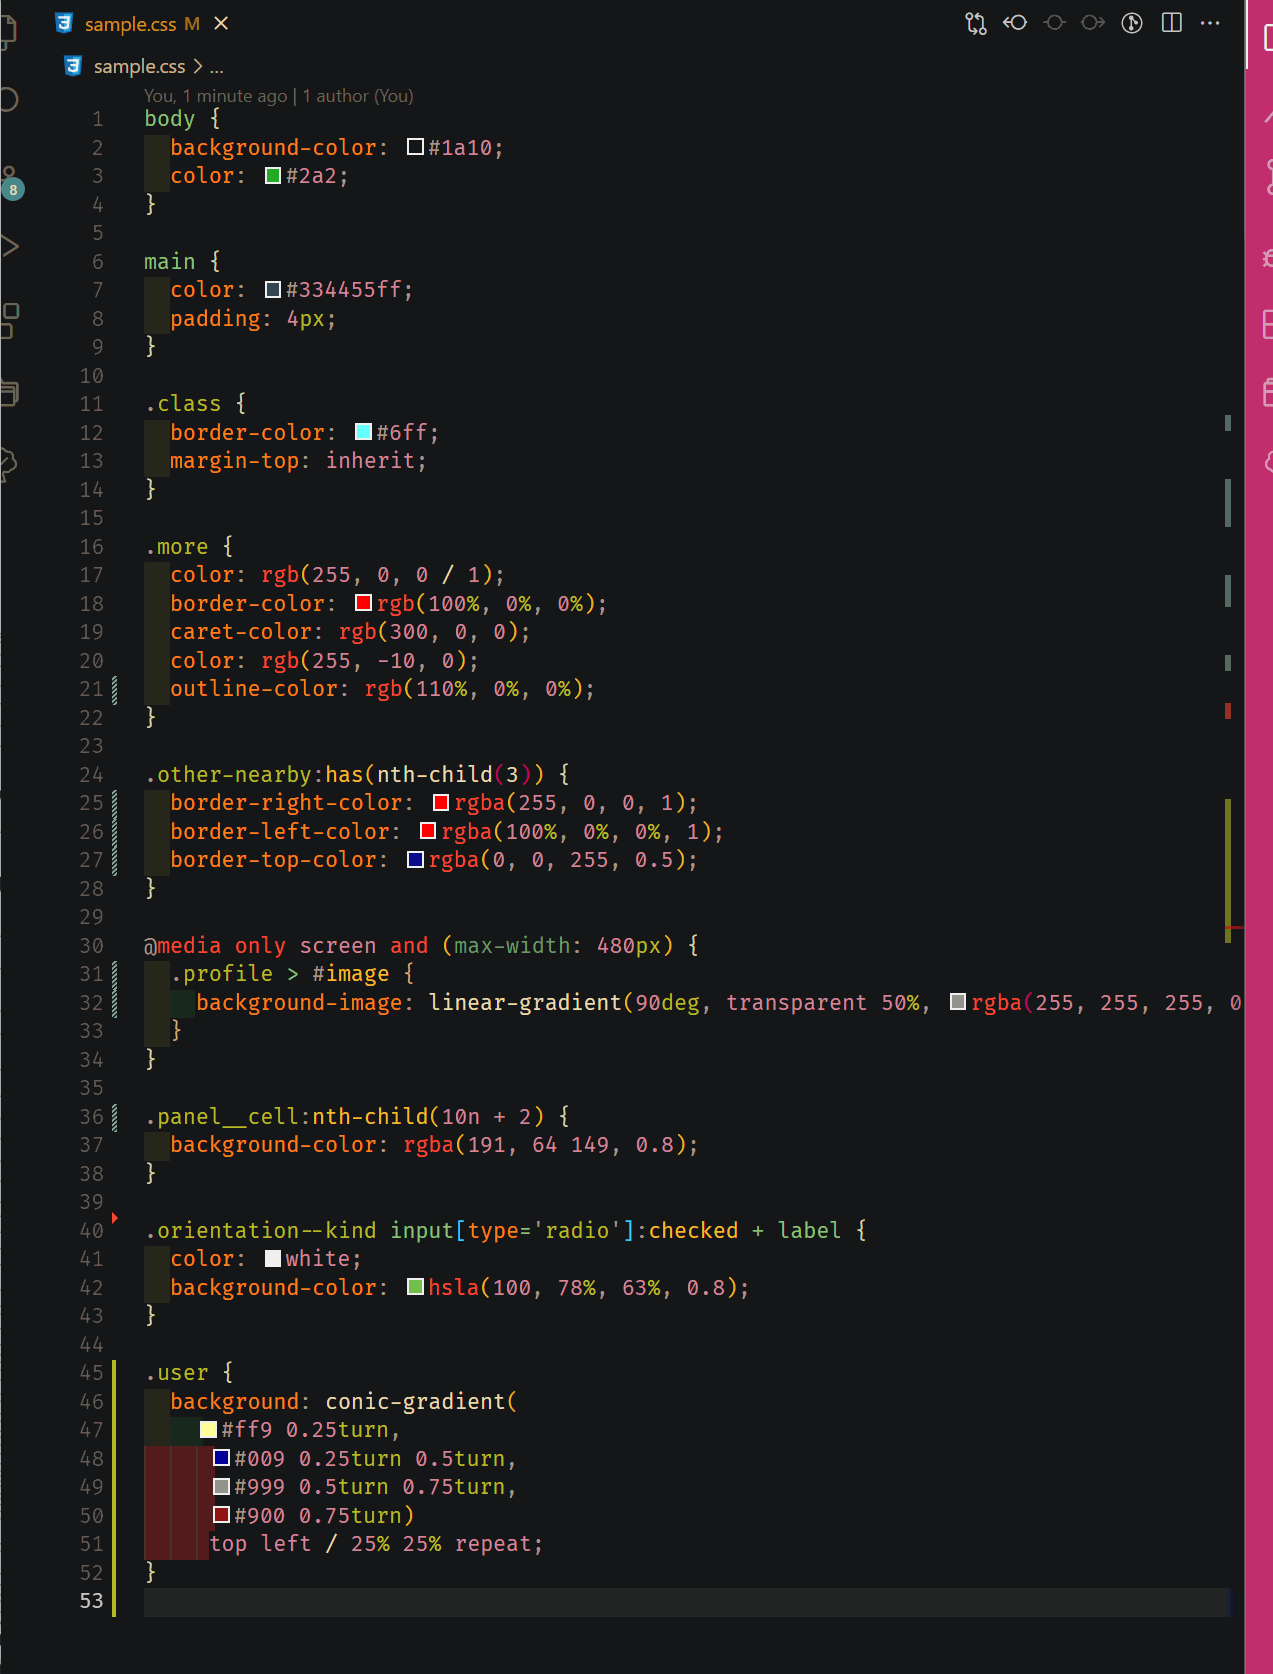 sample.css M
sample.css > ...
You, 1 minute ago | 1 author (You)
1 body {
2 background-color: #1a10;
3 color: #2a2;
4 }
5
6 main {
7 color: #334455ff;
8 padding: 4px;
9 }
10
11 .class {
12 border-color: #6ff;
13 margin-top: inherit;
14 }
15
16 .more {
17 color: rgb(255, 0, 0 / 1);
18 border-color: rgb(100%, 0%, 0%);
19 caret-color: rgb(300, 0, 0);
20 color: rgb(255, -10, 0);
21 outline-color: rgb(110%, 0%, 0%);
22 }
23
24 .other-nearby:has(nth-child(3)) {
25 border-right-color: rgba(255, 0, 0, 1);
26 border-left-color: rgba(100%, 0%, 0%, 1);
27 border-top-color: rgba(0, 0, 255, 0.5);
28 }
29
30 @media only screen and (max-width: 480px) {
31 .profile > #image {
32 background-image: linear-gradient(90deg, transparent 50%, rgba(255, 255, 255, 0
33 }
34 }
35
36 .panel__cell:nth-child(10n + 2) {
37 background-color: rgba(191, 64 149, 0.8);
38 }
39
40 .orientation--kind input[type='radio']:checked + label {
41 color: white;
42 background-color: hsla(100, 78%, 63%, 0.8);
43 }
44
45 .user {
46 background: conic-gradient(
47 #ff9 0.25turn,
48 #009 0.25turn 0.5turn,
49 #999 0.5turn 0.75turn,
50 #900 0.75turn)
51 top left / 25% 25% repeat;
52 }
53
8